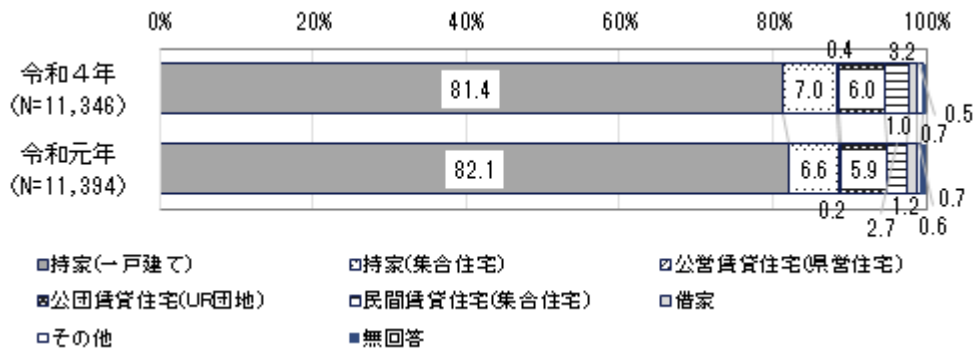 0% 20% 40% 60% 80% 100%
0.4 3.2
令和４年
(N=11,346)
81.4 7.0 6.0
1.0 0.7 0.5
令和元年
(N=11,394)
82.1 6.6 5.9
0.2 2.7 1.2 0.6 0.7
持家(一戸建て) 持家(集合住宅) 公営賃貸住宅(県営住宅)
公団賃貸住宅(UR団地) 民間賃貸住宅(集合住宅) 借家
その他 無回答